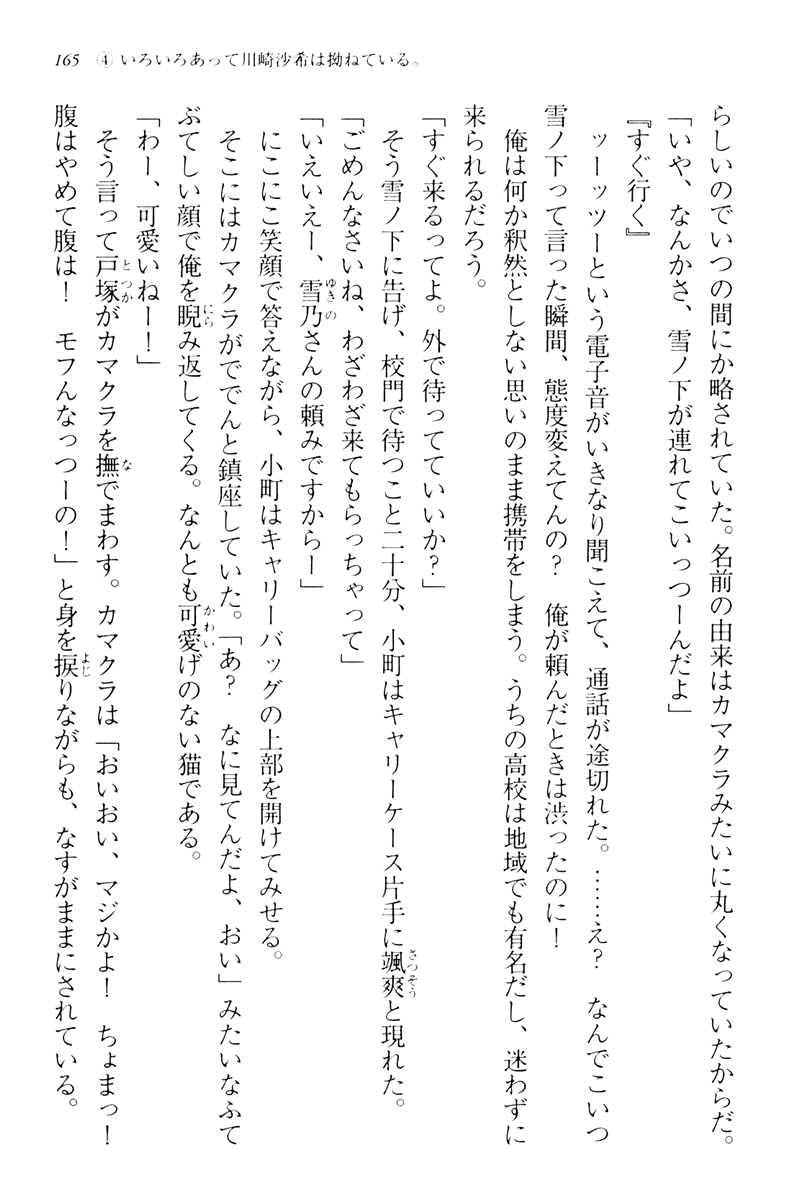 165 ④いろいろあって川崎沙希は拗ねている。
らしいのでいつの間にか略されていた。名前の由来はカマクラみたいに丸くなっていたからだ。
「いや、なんかさ、雪ノ下が連れてこいっつーんだよ」
『すぐ行く』
ッーッツーという電子音がいきなり聞こえて、通話が途切れた。……え？　なんでこいつ
雪ノ下って言った瞬間、態度変えてんの？　俺が頼んだときは渋ったのに！
俺は何か釈然としない思いのまま携帯をしまう。うちの高校は地域でも有名だし、迷わずに
来られるだろう。
「すぐ来るってよ。外で待ってていいか？」
そう雪ノ下に告げ、校門で待つこと二十分、小町はキャリーケース片手に颯爽と現れた。
「ごめんなさいね、わざわざ来てもらっちゃって」
「いえいえー、雪乃さんの頼みですからー」
にこにこ笑顔で答えながら、小町はキャリーバッグの上部を開けてみせる。
そこにはカマクラがででんと鎮座していた。「あ？　なに見てんだよ、おい」みたいなふて
ぶてしい顔で俺を睨み返してくる。なんとも可愛げのない猫である。
「わー、可愛いねー！」
そう言って戸塚がカマクラを撫でまわす。カマクラは「おいおい、マジかよ！　ちょまっ！
腹はやめて腹は！　モフんなっつーの！」と身を捩りながらも、なすがままにされている。